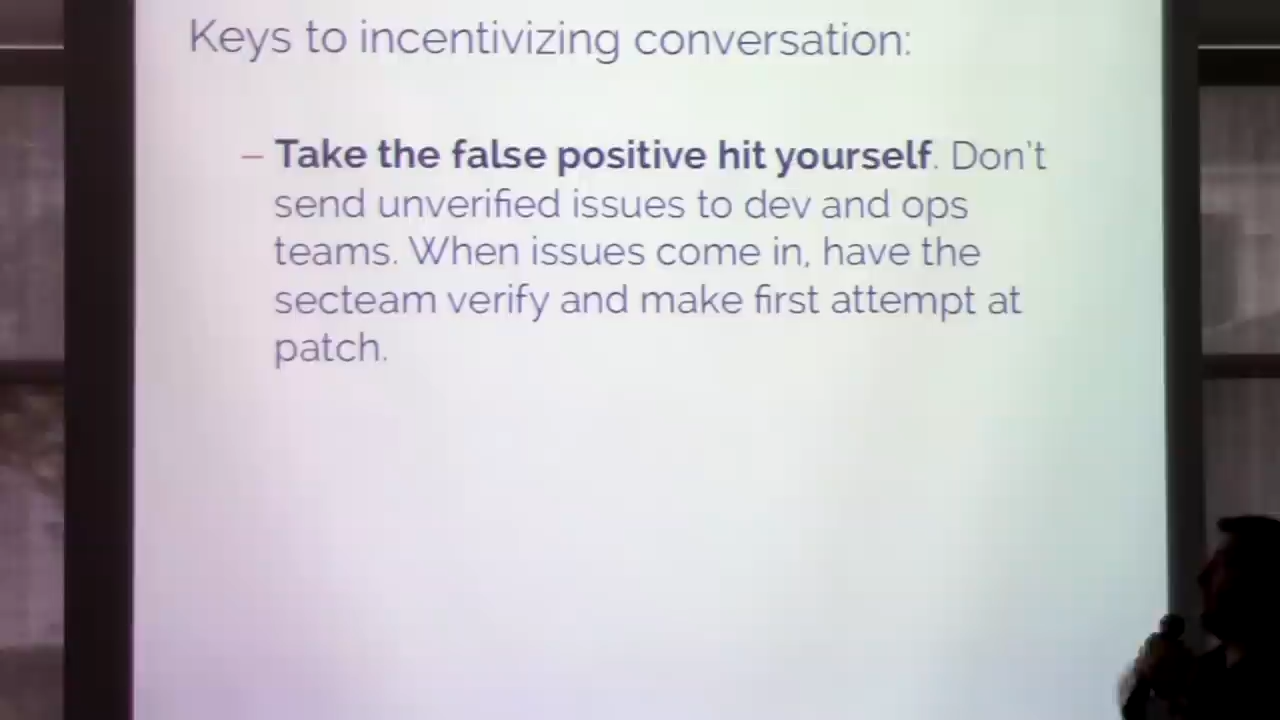 Keys to incentivizing conversation:
– Take the false positive hit yourself. Don't
send unverified issues to dev and ops
teams. When issues come in, have the
secteam verify and make first attempt at
patch.